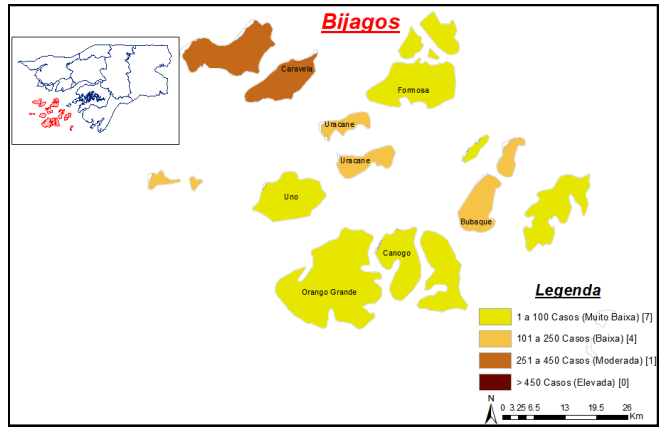 Bijagos
Caravela
Formosa
Uracane
Uracane
Uno
Bubaque
Canogo
Orango Grande
Legenda
1 a 100 Casos (Muito Baixa) [7]
101 a 250 Casos (Baixa) [4]
251 a 450 Casos (Moderada) [1]
> 450 Casos (Elevada) [0]
N
0 3.25 6.5 13 19.5 26
Km